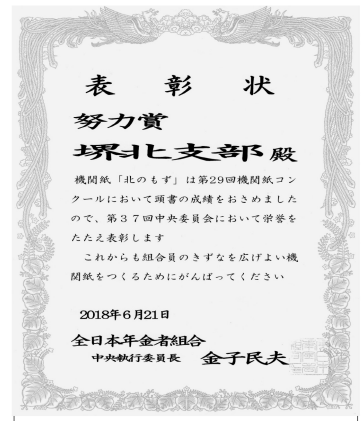 表彰状
努力賞
堺北支部殿
機関紙「北のもず」は第29回機関紙コン
クールにおいて頭書の成績をおさめました
ので、第37回中央委員会において栄誉を
たたえ表彰します
これからも組合員のきずなを広げよい機
関紙をつくるためにがんばってください
2018年6月21日
全日本年金者組合
中央執行委員長 金子民夫